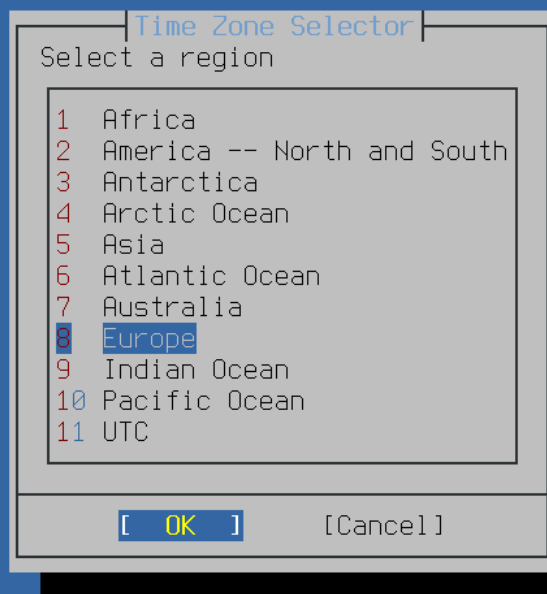 Time Zone Selector
Select a region
1 Africa
2 America -- North and South
3 Antarctica
4 Arctic Ocean
5 Asia
6 Atlantic Ocean
7 Australia
8 Europe
9 Indian Ocean
10 Pacific Ocean
11 UTC
[ OK ] [Cancel]